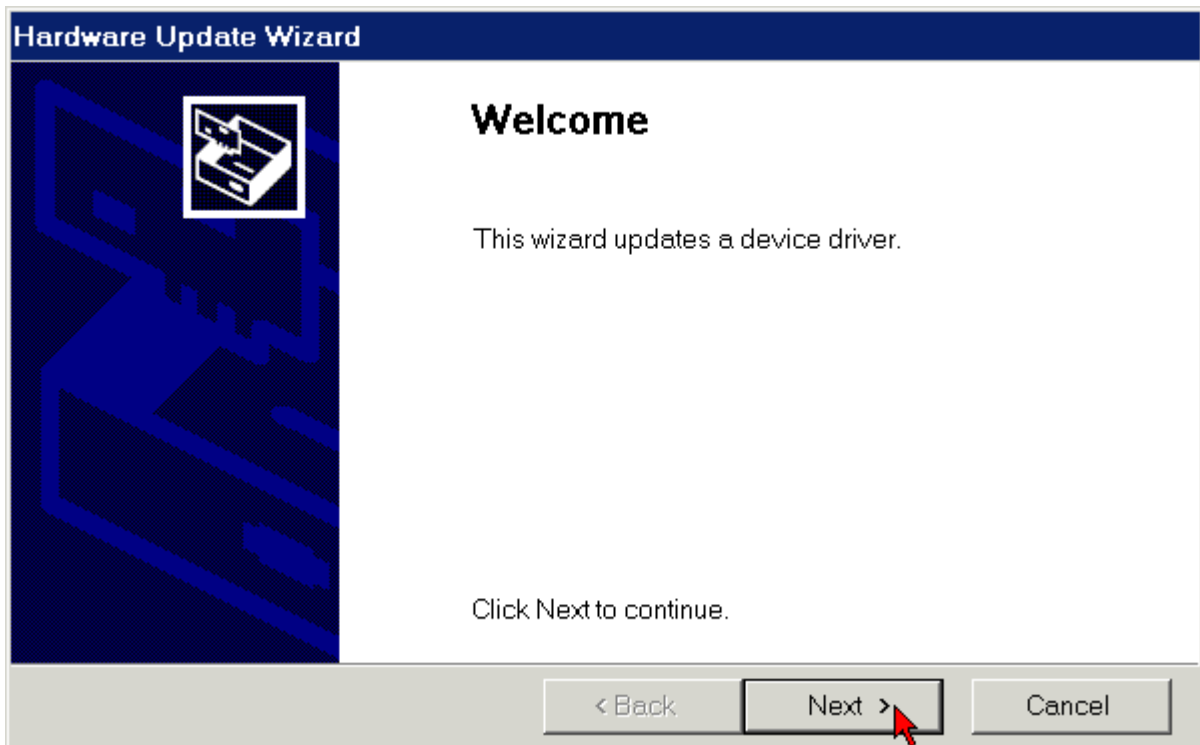 Hardware Update Wizard
Welcome
This wizard updates a device driver.
Click Next to continue.
< Back
Next >
Cancel